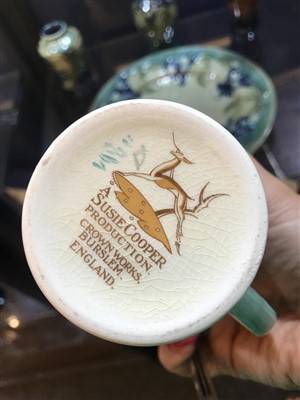 A
SUSIE COOPER
PRODUCTION.
CROWN WORKS,
BURSLEM,
ENGLAND.